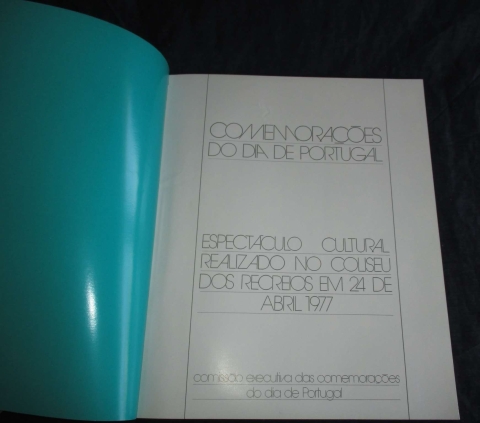 COMEMORAÇÕES
DO DIA DE PORTUGAL
ESPECTÁCULO CULTURAL
REALIZADO NO COLISEU
DOS RECREIOS EM 24 DE
ABRIL 1977
comissão executiva das comemorações
do dia de Portugal